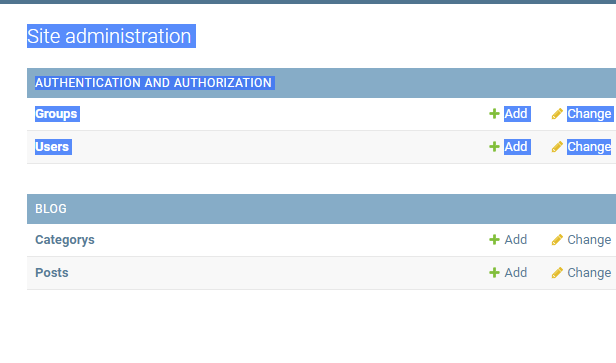 Site administration
AUTHENTICATION AND AUTHORIZATION
Groups Add Change
Users Add Change
BLOG
Categorys Add Change
Posts Add Change